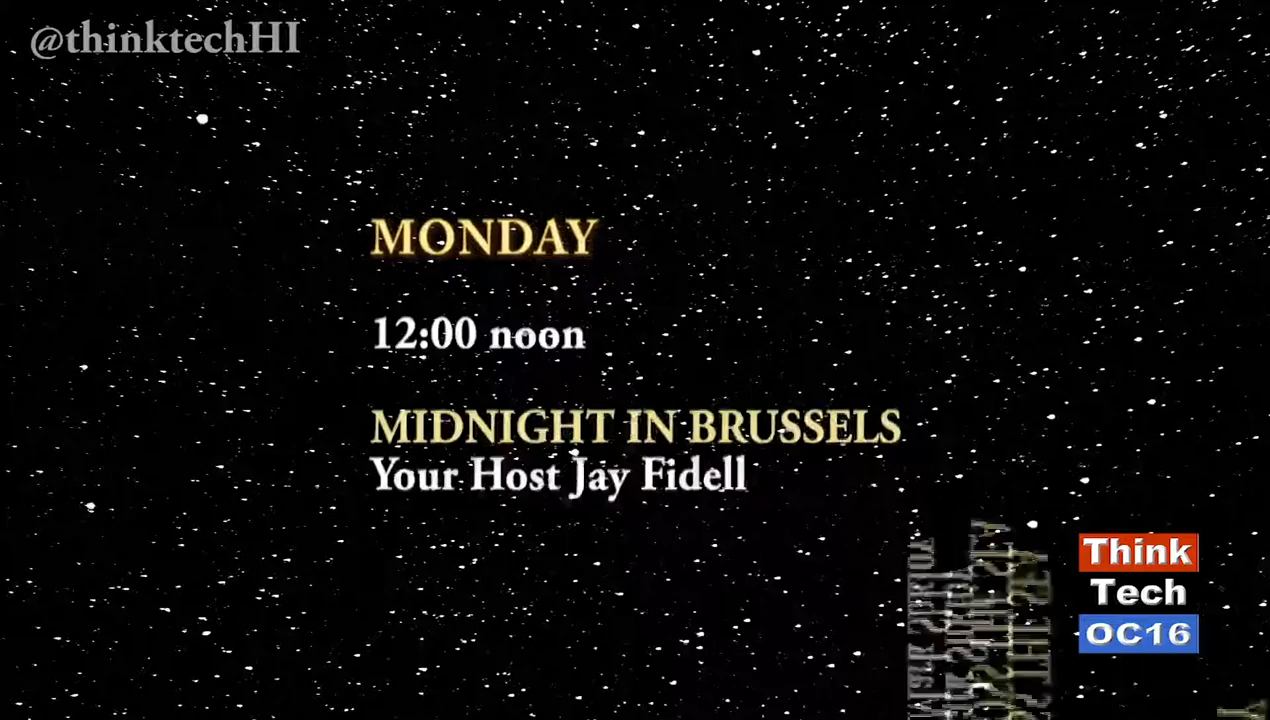 @thinktechHI
MONDAY
12:00 noon
MIDNIGHT IN BRUSSELS
Your Host Jay Fidell
Think
Tech
OC16